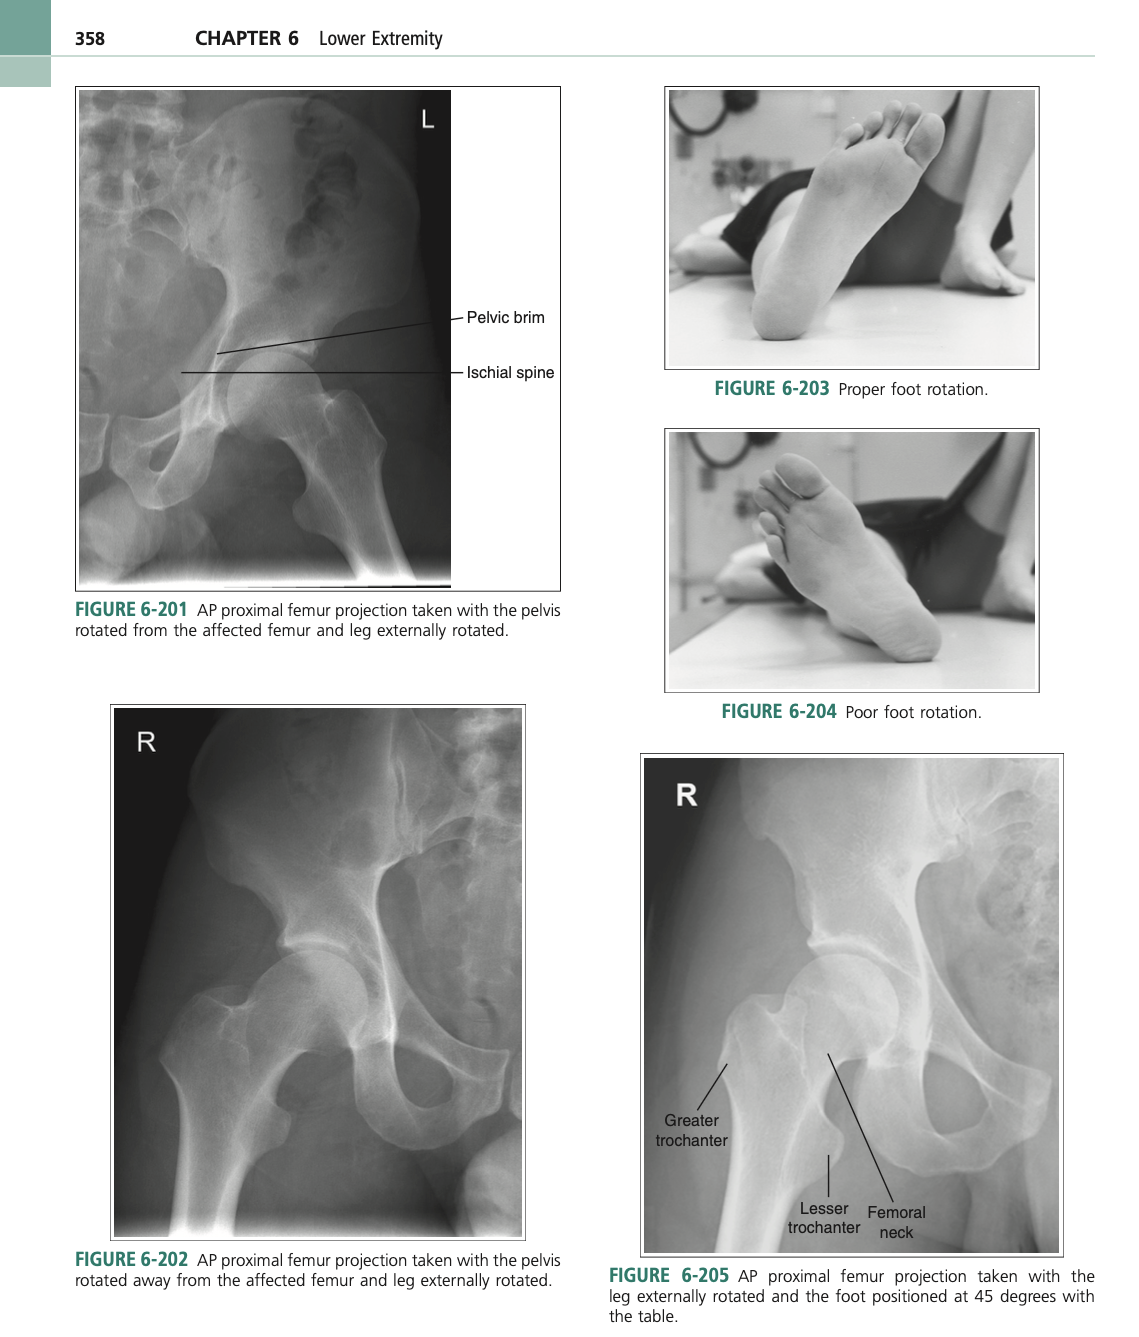 358 CHAPTER 6 Lower Extremity
L
Pelvic brim
Ischial spine
FIGURE 6-201 AP proximal femur projection taken with the pelvis
rotated from the affected femur and leg externally rotated.
R
FIGURE 6-202 AP proximal femur projection taken with the pelvis
rotated away from the affected femur and leg externally rotated.
FIGURE 6-203 Proper foot rotation.
FIGURE 6-204 Poor foot rotation.
R
Greater
trochanter
Lesser
trochanter
Femoral
neck
FIGURE 6-205 AP proximal femur projection taken with the
leg externally rotated and the foot positioned at 45 degrees with
the table.